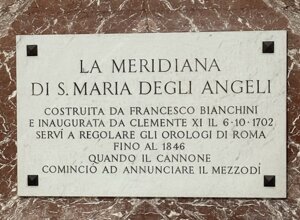 LA MERIDIANA
DI S. MARIA DEGLI ANGELI
COSTRUITA DA FRANCESCO BIANCHINI
E INAUGURATA DA CLEMENTE XI IL 6·10·1702
SERVÌ A REGOLARE GLI OROLOGI DI ROMA
FINO AL 1846
QUANDO IL CANNONE
COMINCIÒ AD ANNUNCIARE IL MEZZODÌ